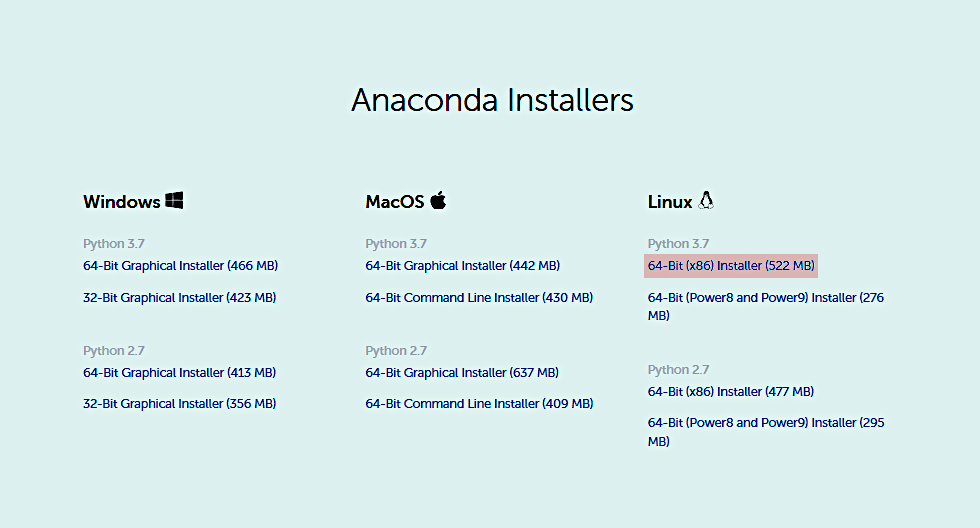 Anaconda Installers
Windows
Python 3.7
64-Bit Graphical Installer (466 MB)
32-Bit Graphical Installer (423 MB)
Python 2.7
64-Bit Graphical Installer (413 MB)
32-Bit Graphical Installer (356 MB)
MacOS
Python 3.7
64-Bit Graphical Installer (442 MB)
64-Bit Command Line Installer (430 MB)
Python 2.7
64-Bit Graphical Installer (637 MB)
64-Bit Command Line Installer (409 MB)
Linux
Python 3.7
64-Bit (x86) Installer (522 MB)
64-Bit (Power8 and Power9) Installer (276
MB)
Python 2.7
64-Bit (x86) Installer (477 MB)
64-Bit (Power8 and Power9) Installer (295
MB)